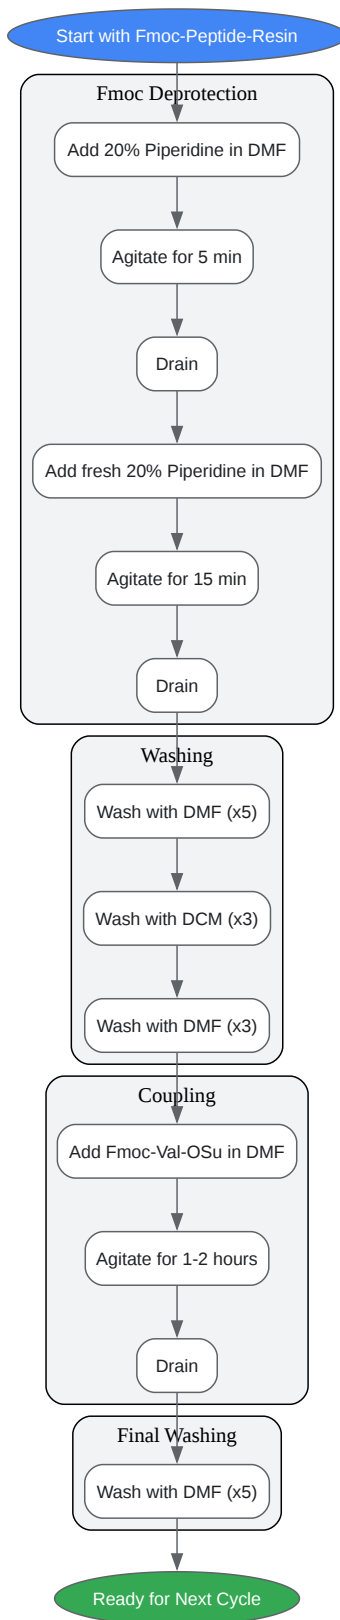 Start with Fmoc-Peptide-Resin
Fmoc Deprotection
Add 20% Piperidine in DMF
Agitate for 5 min
Drain
Add fresh 20% Piperidine in DMF
Agitate for 15 min
Drain
Washing
Wash with DMF (x5)
Wash with DCM (x3)
Wash with DMF (x3)
Coupling
Add Fmoc-Val-OSu in DMF
Agitate for 1-2 hours
Drain
Final Washing
Wash with DMF (x5)
Ready for Next Cycle